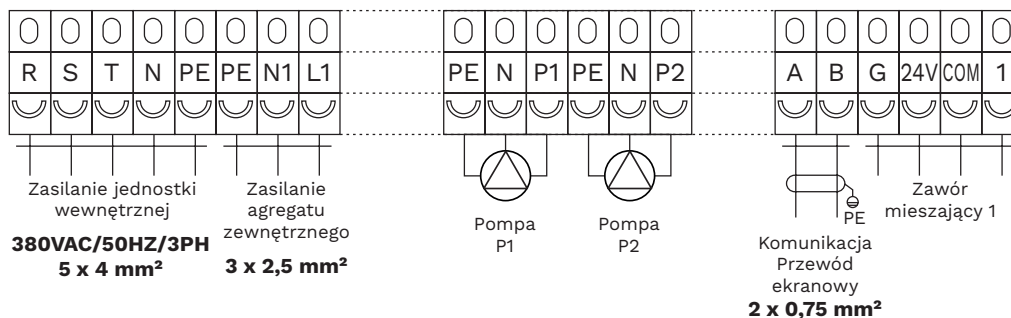 R S T N PE PE N1 L1 PE N P1 PE N P2 A B G 24V COM 1
Zasilanie jednostki
wewnętrznej
380VAC/50HZ/3PH
5 x 4 mm²
Zasilanie
agregatu
zewnętrznego
3 x 2,5 mm²
Pompa
P1
Pompa
P2
PE
Komunikacja
Przewód
ekranowy
2 x 0,75 mm²
Zawór
mieszający 1